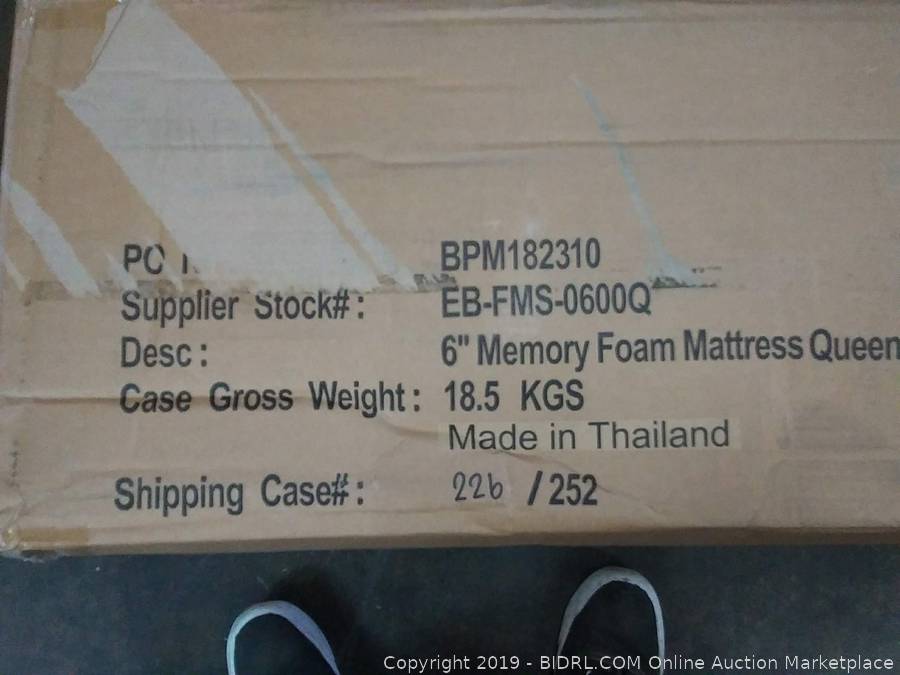 PO BPM182310
Supplier Stock#: EB-FMS-0600Q
Desc: 6" Memory Foam Mattress Queen
Case Gross Weight: 18.5 KGS
Made in Thailand
Shipping Case#: 226 /252
Copyright 2019 - BIDRL.COM Online Auction Marketplace